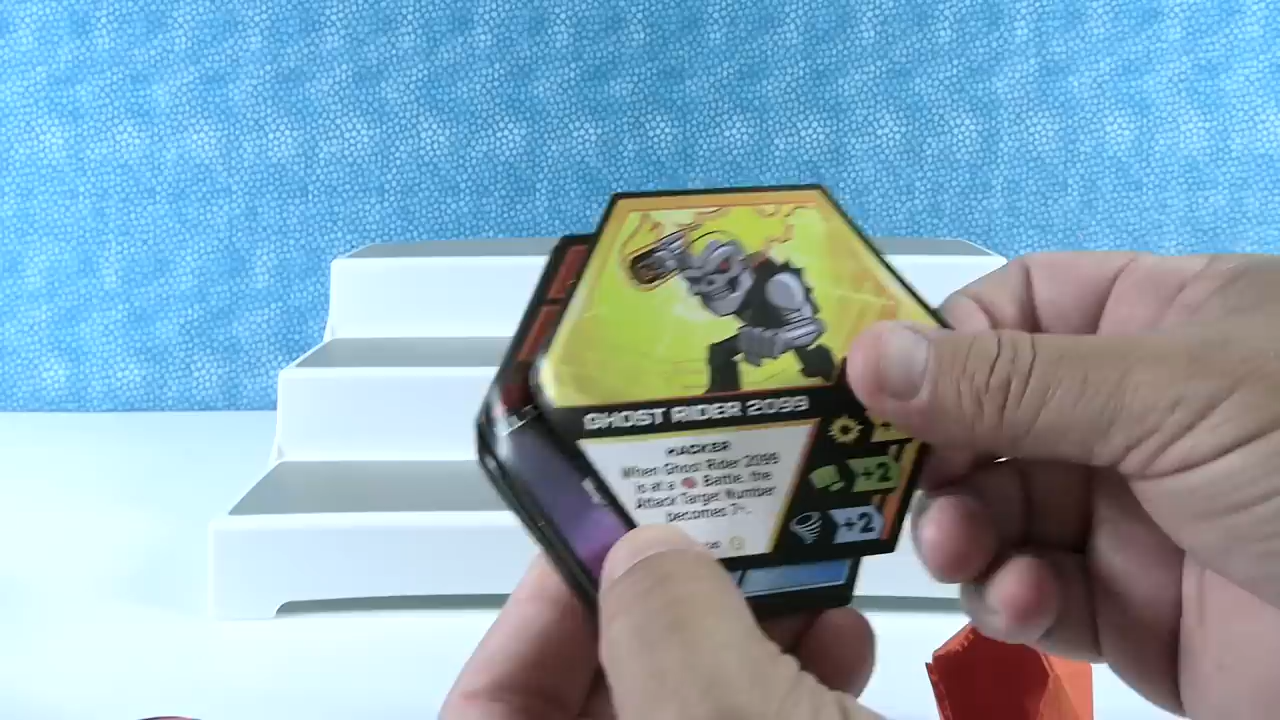 GHOST RIDER 2099
HACKER
When Ghost Rider 2099
is at a Battle, the
Attack Target Number
becomes 7+.
+2
+2